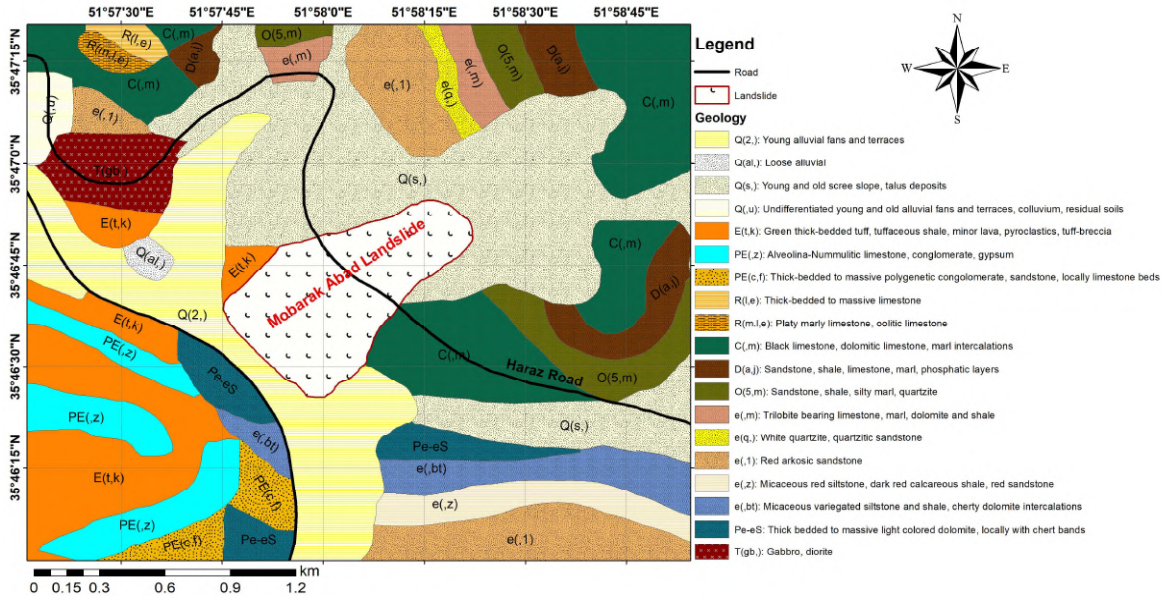 51°57'30"E 51°57'45"E 51°58'0"E 51°58'15"E 51°58'30"E 51°58'45"E
35°47'15"N
35°47'0"N
35°46'45"N
35°46'30"N
35°46'15"N
R(l,e)
R(m,l,e)
C(,m)
D(a,j)
O(5,m)
e(,m)
C(,m)
Q(,u)
e(,1)
e(,1)
e(q,)
e(,m)
O(5,m)
D(a,j)
C(,m)
T(gb,)
Q(s,)
E(t,k)
Q(al,)
E(t,k)
Mobarak Abad Landslide
C(,m)
D(a,j)
Q(2,)
E(t,k)
PE(,z)
Pe-eS
C(,m)
Haraz Road
O(5,m)
PE(,z)
e(,bt)
Q(s,)
Pe-eS
E(t,k)
PE(c,f)
e(,bt)
e(,z)
PE(,z)
PE(c,f)
Pe-eS
e(,1)
km
0 0.15 0.3 0.6 0.9 1.2
N
W E
S
Legend
Road
Landslide
Geology
Q(2,): Young alluvial fans and terraces
Q(al,): Loose alluvial
Q(s,): Young and old scree slope, talus deposits
Q(,u): Undifferentiated young and old alluvial fans and terraces, colluvium, residual soils
E(t,k): Green thick-bedded tuff, tuffaceous shale, minor lava, pyroclastics, tuff-breccia
PE(,z): Alveolina-Nummulitic limestone, conglomerate, gypsum
PE(c,f): Thick-bedded to massive polygenetic congolomerate, sandstone, locally limestone beds
R(l,e): Thick-bedded to massive limestone
R(m.l,e): Platy marly limestone, oolitic limestone
C(,m): Black limestone, dolomitic limestone, marl intercalations
D(a,j): Sandstone, shale, limestone, marl, phosphatic layers
O(5,m): Sandstone, shale, silty marl, quartzite
e(,m): Trilobite bearing limestone, marl, dolomite and shale
e(q,): White quartzite, quartzitic sandstone
e(,1): Red arkosic sandstone
e(,z): Micaceous red siltstone, dark red calcareous shale, red sandstone
e(,bt): Micaceous variegated siltstone and shale, cherty dolomite intercalations
Pe-eS: Thick bedded to massive light colored dolomite, locally with chert bands
T(gb,): Gabbro, diorite